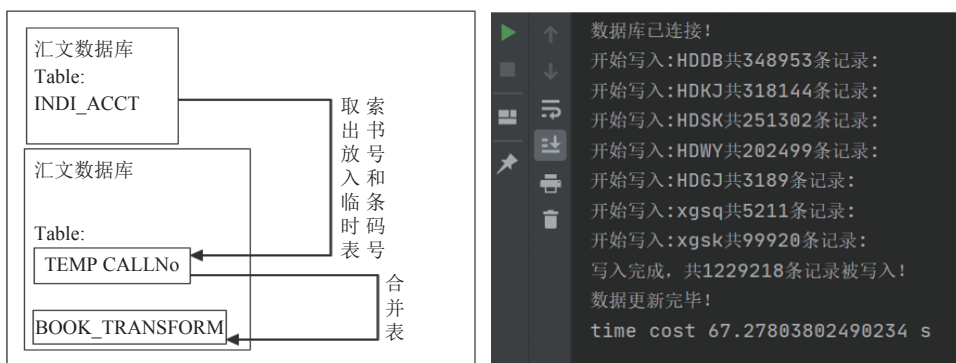 汇文数据库
Table:
INDI_ACCT
取出放入临时表
索书号和条码号
汇文数据库
Table:
TEMP CALLNo
合并表
BOOK_TRANSFORM
数据库已连接!
开始写入:HDDB共348953条记录:
开始写入:HDKJ共318144条记录:
开始写入:HDSK共251302条记录:
开始写入:HDWY共202499条记录:
开始写入:HDGJ共3189条记录:
开始写入:xgsq共5211条记录:
开始写入:xgsk共99920条记录:
写入完成，共1229218条记录被写入!
数据更新完毕!
time cost 67.27803802490234 s